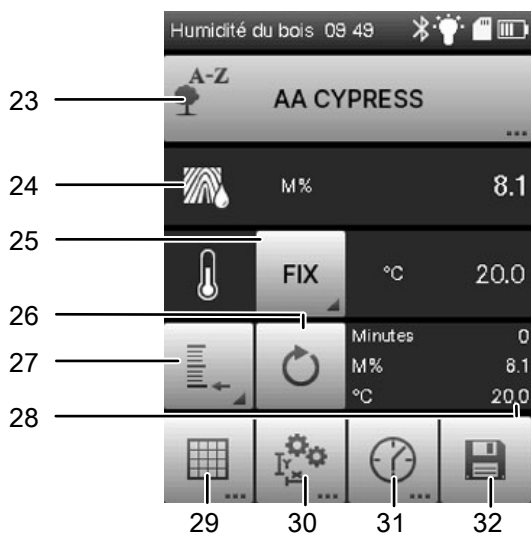 Humidité du bois 09 49
23
A-Z
AA CYPRESS
...
24
M%
8.1
25
FIX
°C
20.0
26
27
Minutes 0
M% 8.1
°C 20.0
28
... ... ...
29 30 31 32